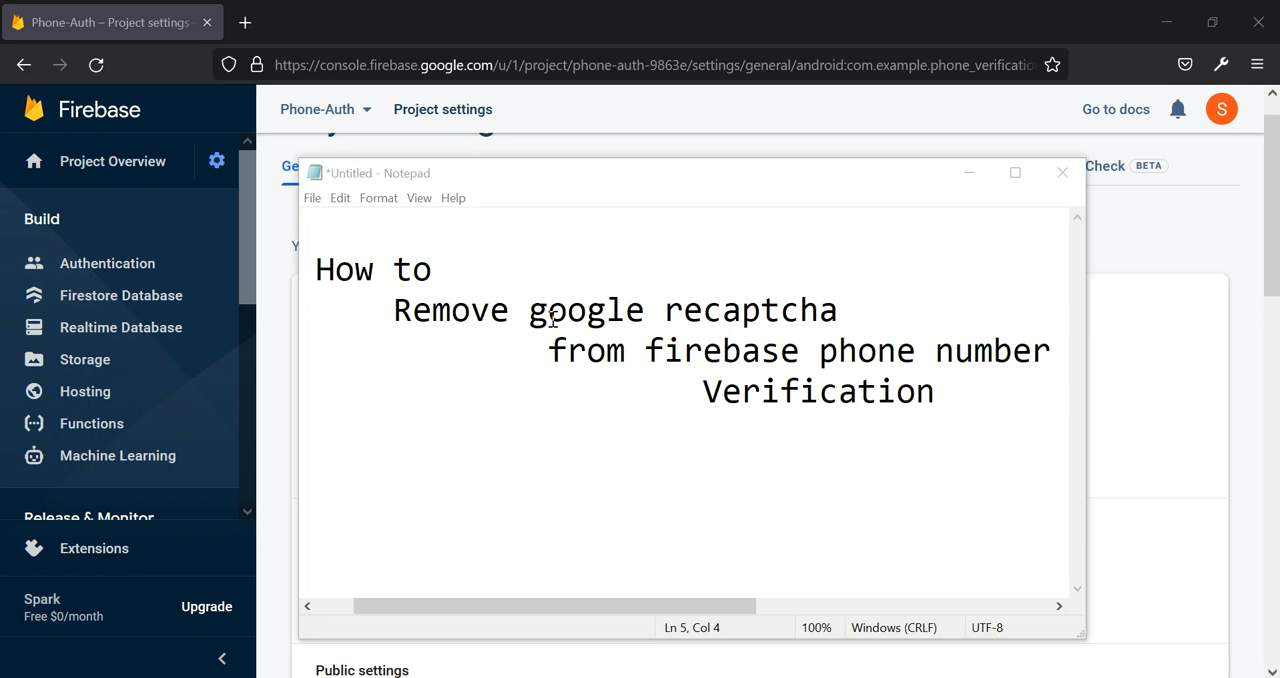 Phone-Auth – Project settings
https://console.firebase.google.com/u/1/project/phone-auth-9863e/settings/general/android:com.example.phone_verificatio
Firebase
Phone-Auth
Project settings
Go to docs
S
Project Overview
Ge
Check BETA
*Untitled - Notepad
File Edit Format View Help
Build
Authentication
Firestore Database
Realtime Database
Storage
Hosting
Functions
Machine Learning
Release & Monitor
Extensions
Spark
Free $0/month
Upgrade
Y
How to
Remove google recaptcha
from firebase phone number
Verification
Ln 5, Col 4
100%
Windows (CRLF)
UTF-8
Public settings